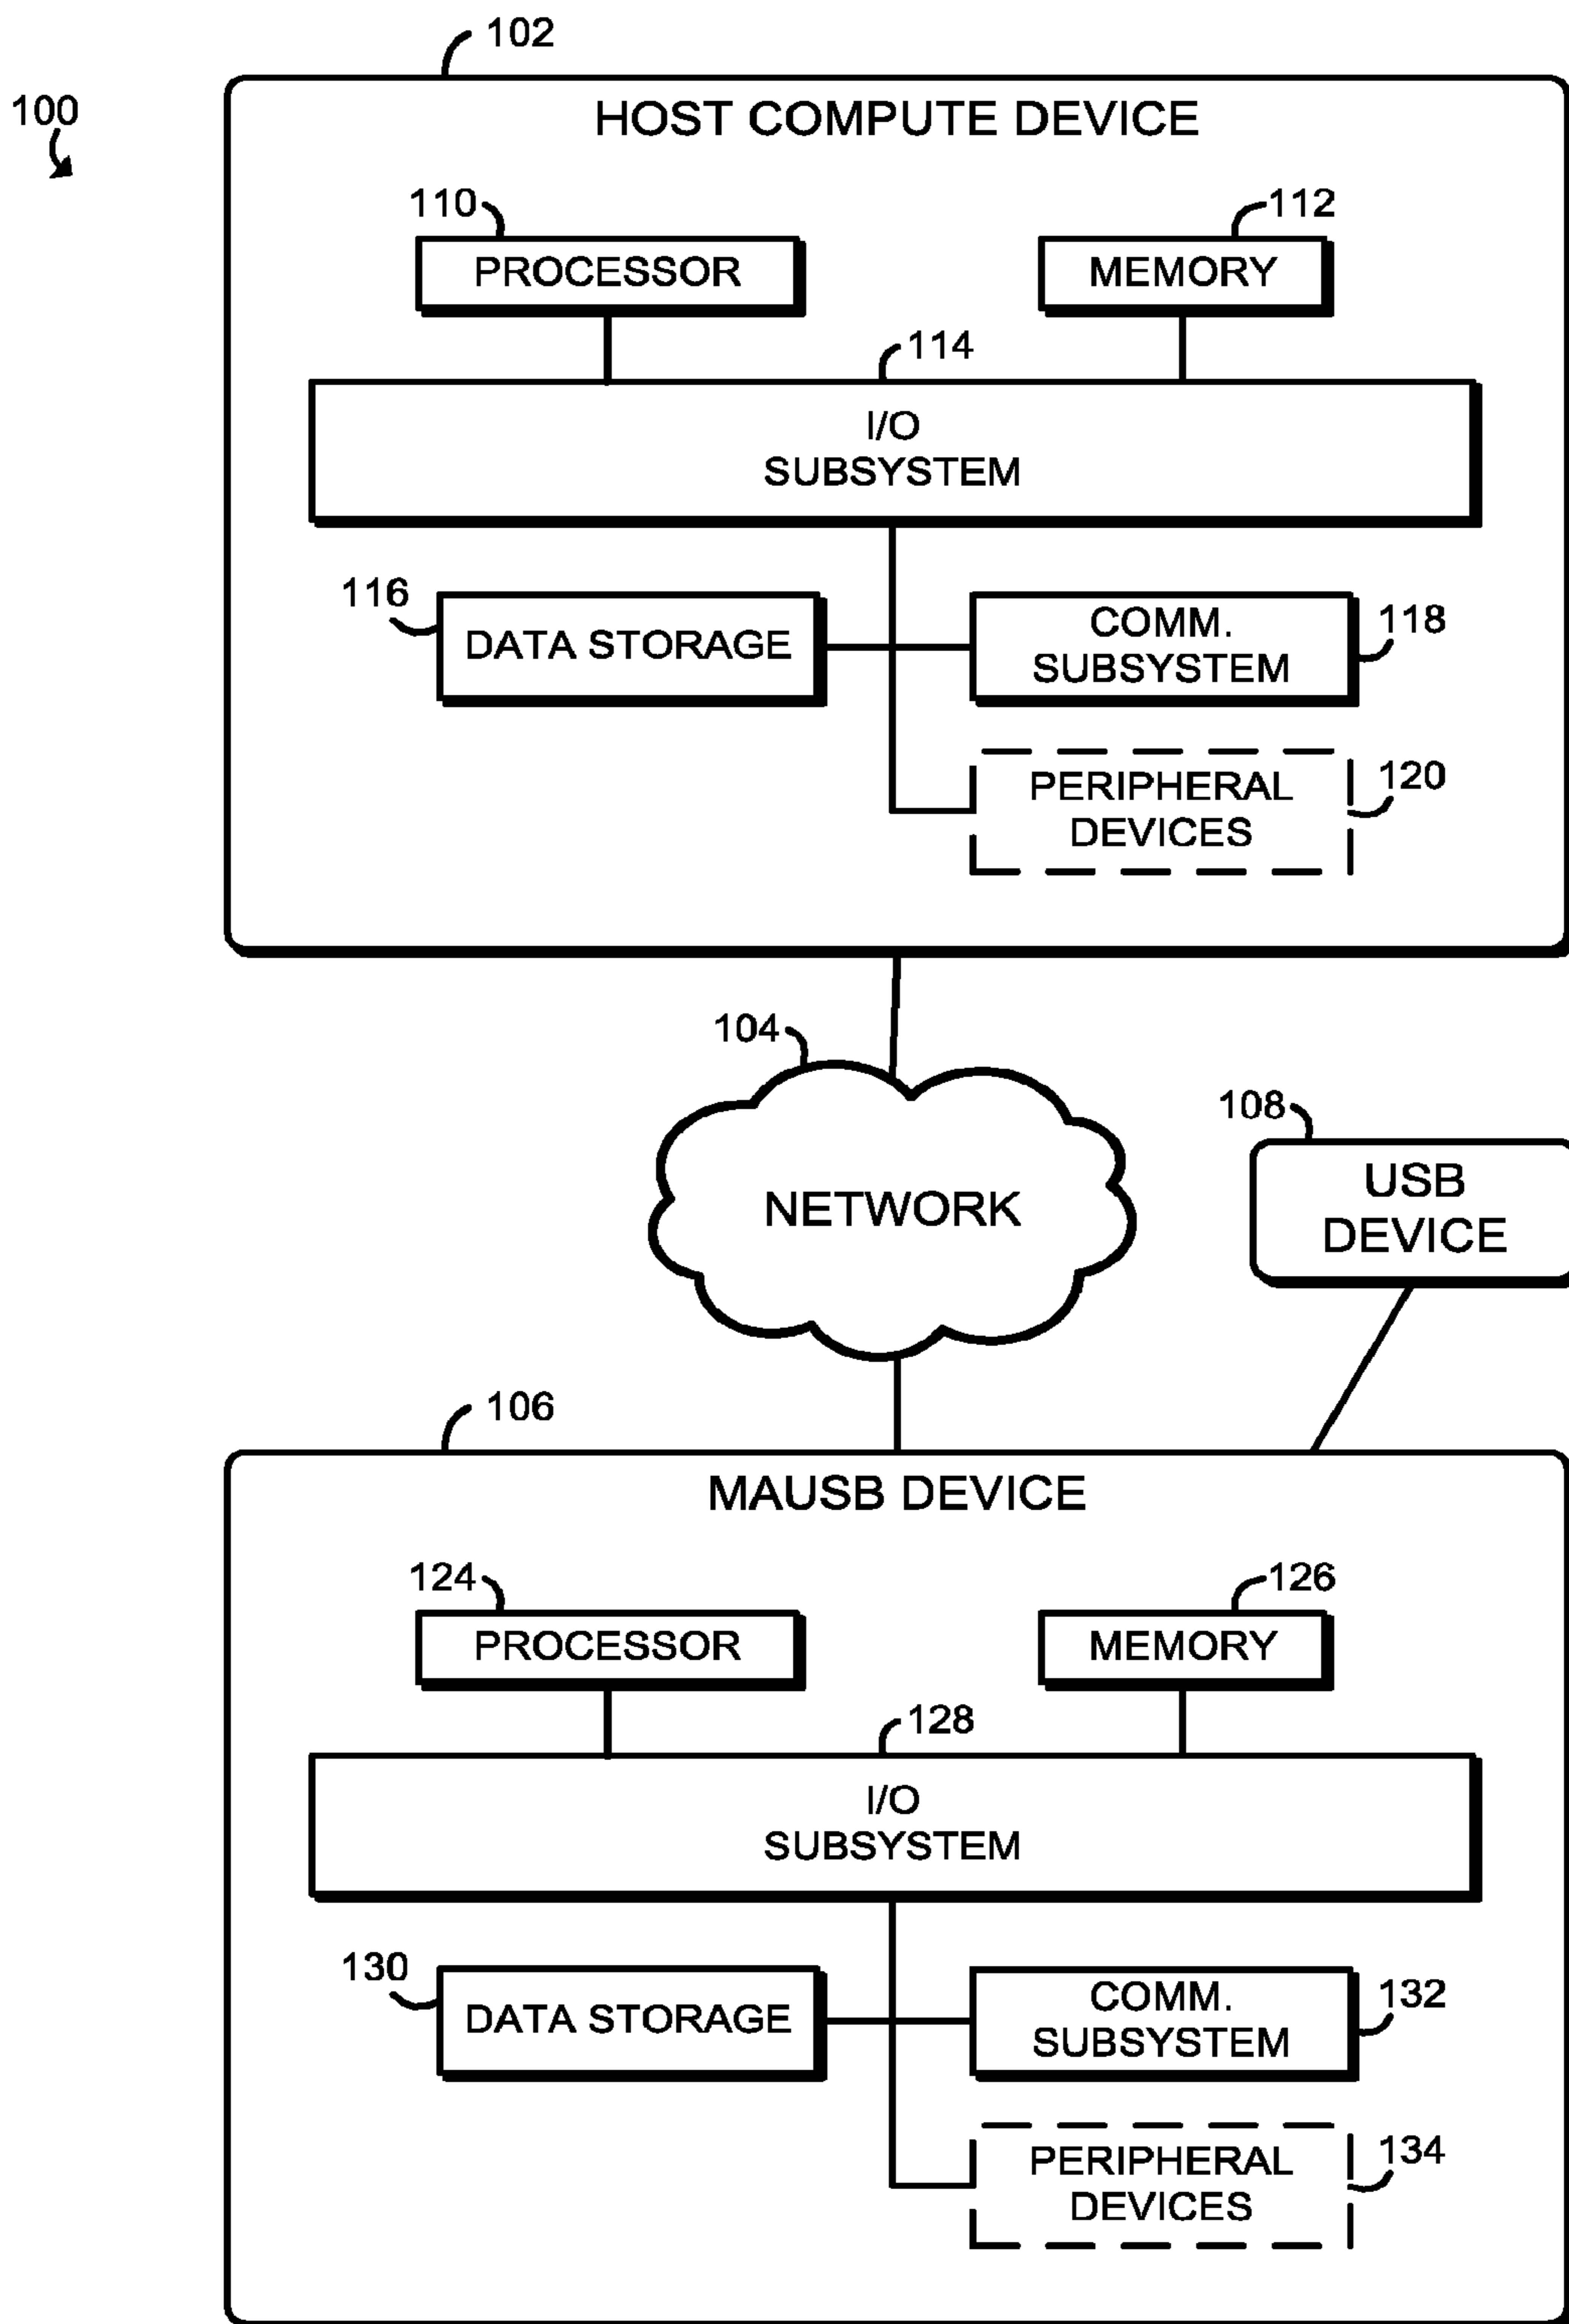 102
100
HOST COMPUTE DEVICE
110
112
PROCESSOR
MEMORY
114
I/O
SUBSYSTEM
116
DATA STORAGE
COMM.
SUBSYSTEM
118
PERIPHERAL
DEVICES
120
104
NETWORK
108
USB
DEVICE
106
MAUSB DEVICE
124
126
PROCESSOR
MEMORY
128
I/O
SUBSYSTEM
130
DATA STORAGE
COMM.
SUBSYSTEM
132
PERIPHERAL
DEVICES
134